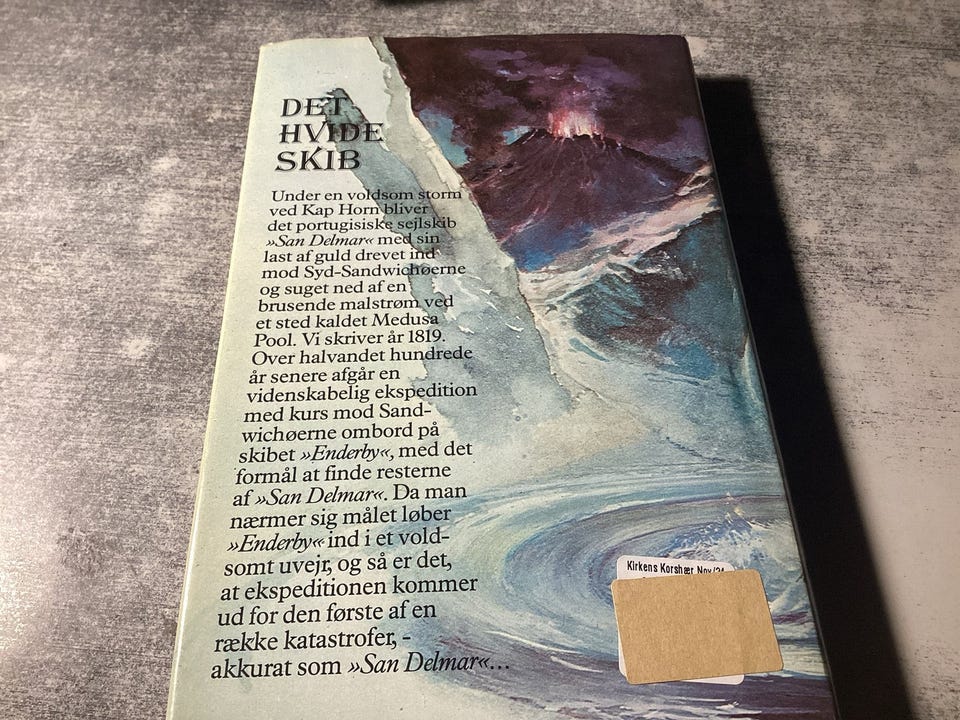 DET
HVIDE
SKIB
Under en voldsom storm
ved Kap Horn bliver
det portugisiske sejlskib
»San Delmar« med sin
last af guld drevet ind
mod Syd-Sandwichøerne
og suget ned af en
brusende malstrøm ved
et sted kaldet Medusa
Pool. Vi skriver år 1819.
Over halvandet hundrede
år senere afgår en
videnskabelig ekspedition
med kurs mod Sand-
wichøerne ombord på
skibet »Enderby«, med det
formål at finde resterne
af »San Delmar«. Da man
nærmer sig målet løber
»Enderby« ind i et vold-
somt uvejr, og så er det,
at ekspeditionen kommer
ud for den første af en
række katastrofer, -
akkurat som »San Delmar«...
Kirkens Korshær